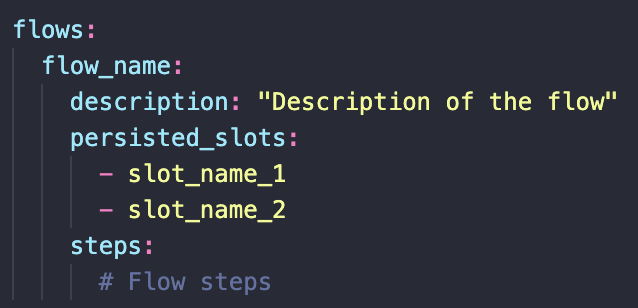 flows:
  flow_name:
    description: "Description of the flow"
    persisted_slots:
      - slot_name_1
      - slot_name_2
    steps:
      # Flow steps